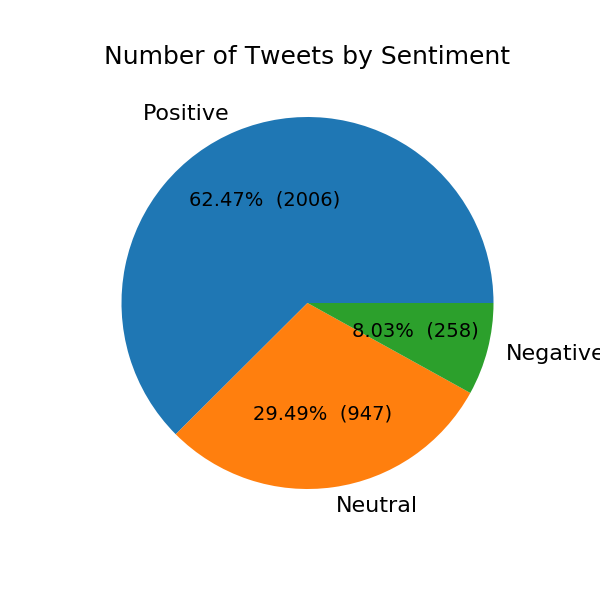 Number of Tweets by Sentiment
Positive
62.47% (2006)
8.03% (258)
Negative
29.49% (947)
Neutral